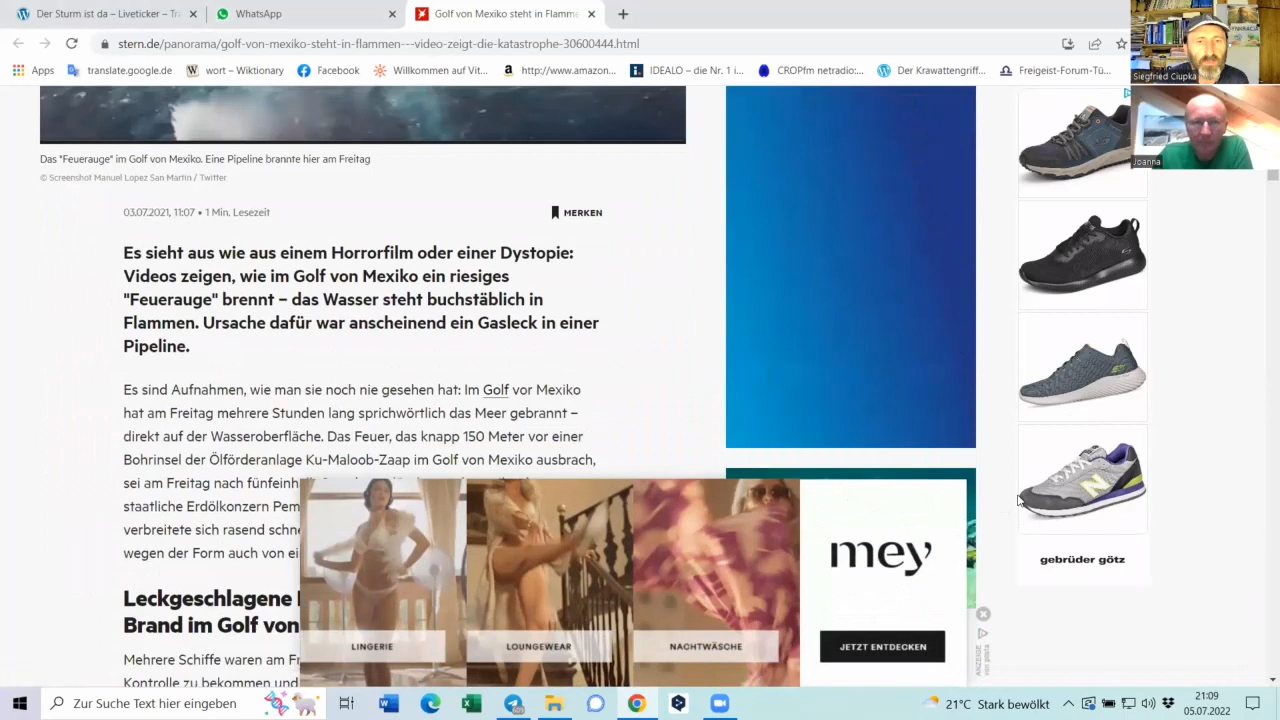 Der Sturm ist da – Liveticker – Tra
WhatsApp
Golf von Mexiko steht in Flamme
stern.de/panorama/golf-von-mexiko-steht-in-flammen---video-zeigt-die-katastrophe-30600444.html
Apps
translate.google.de
wort – Wiktionary
Facebook
Willkommen auf Vit...
http://www.amazon...
IDEALO – die Nr. 1 i...
CROPfm netradio:...
Der Krawattengriff...
Freigeist-Forum-Tü...
Siegfried Ciupka
Joanna
Das "Feuerauge" im Golf von Mexiko. Eine Pipeline brannte hier am Freitag
© Screenshot Manuel Lopez San Martin / Twitter
03.07.2021, 11:07 • 1 Min. Lesezeit
MERKEN
Es sieht aus wie aus einem Horrorfilm oder einer Dystopie:
Videos zeigen, wie im Golf von Mexiko ein riesiges
"Feuerauge" brennt – das Wasser steht buchstäblich in
Flammen. Ursache dafür war anscheinend ein Gasleck in einer
Pipeline.
Es sind Aufnahmen, wie man sie noch nie gesehen hat: Im Golf vor Mexiko
hat am Freitag mehrere Stunden lang sprichwörtlich das Meer gebrannt –
direkt auf der Wasseroberfläche. Das Feuer, das knapp 150 Meter vor einer
Bohrinsel der Ölförderanlage Ku-Maloob-Zaap im Golf von Mexiko ausbrach,
sei am Freitag nach fünfeinh
staatliche Erdölkonzern Pem
verbreitete sich rasend schne
wegen der Form auch von ei
Leckgeschlagene
Brand im Golf von
Mehrere Schiffe waren am Fr
Kontrolle zu bekommen
LINGERIE
LOUNGEWEAR
NACHTWÄSCHE
mey
JETZT ENTDECKEN
ANZEIGE
gebrüder götz
Zur Suche Text hier eingeben
21°C Stark bewölkt
21:09
05.07.2022